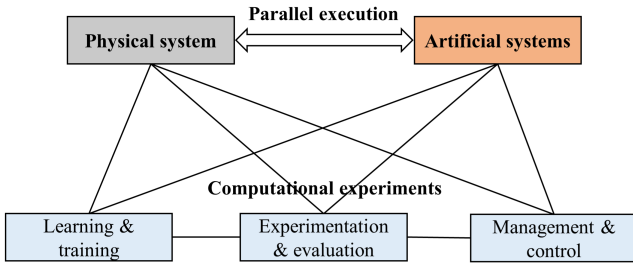 Parallel execution
Physical system
Artificial systems
Computational experiments
Learning &
training
Experimentation
& evaluation
Management &
control